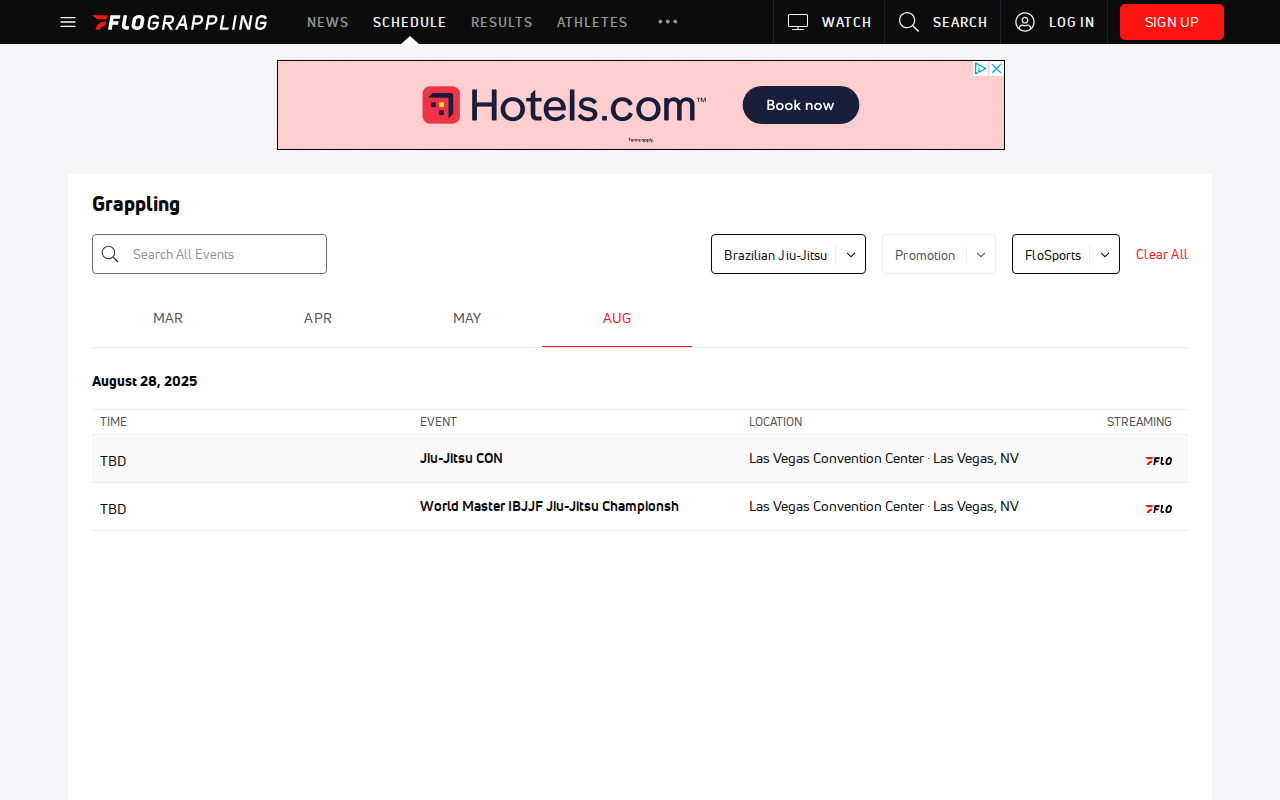 FLOGRAPPLING NEWS SCHEDULE RESULTS ATHLETES WATCH SEARCH LOG IN SIGN UP
Hotels.com™ Book now
Terms apply.
Grappling
Search All Events Brazilian Jiu-Jitsu Promotion FloSports Clear All
MAR APR MAY AUG
August 28, 2025
TIME EVENT LOCATION STREAMING
TBD Jiu-Jitsu CON Las Vegas Convention Center · Las Vegas, NV FLO
TBD World Master IBJJF Jiu-Jitsu Championsh Las Vegas Convention Center · Las Vegas, NV FLO